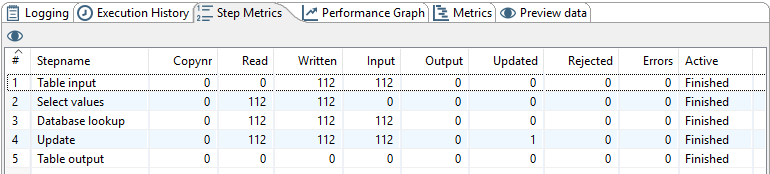 Logging Execution History Step Metrics Performance Graph Metrics Preview data
# Stepname Copynr Read Written Input Output Updated Rejected Errors Active
1 Table input 0 0 112 112 0 0 0 0 Finished
2 Select values 0 112 112 0 0 0 0 0 Finished
3 Database lookup 0 112 112 112 0 0 0 0 Finished
4 Update 0 112 112 112 0 1 0 0 Finished
5 Table output 0 0 0 0 0 0 0 0 Finished